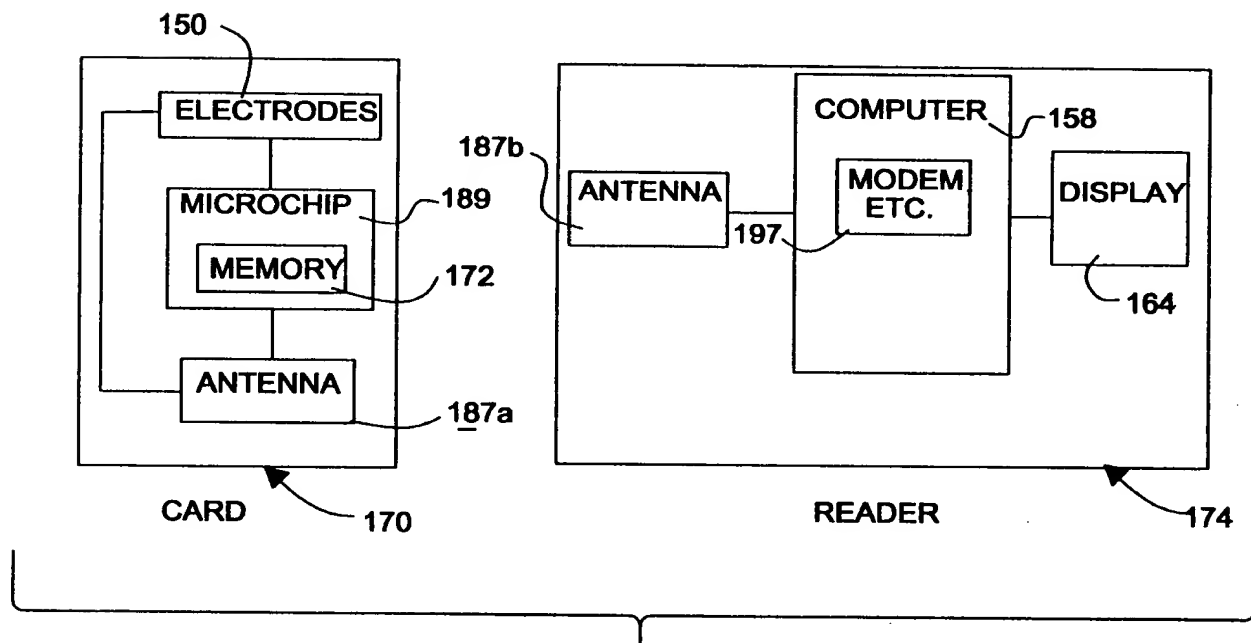 150
ELECTRODES
MICROCHIP
189
MEMORY
172
ANTENNA
187a
CARD
170
COMPUTER
158
187b
ANTENNA
MODEM
ETC.
197
DISPLAY
164
READER
174